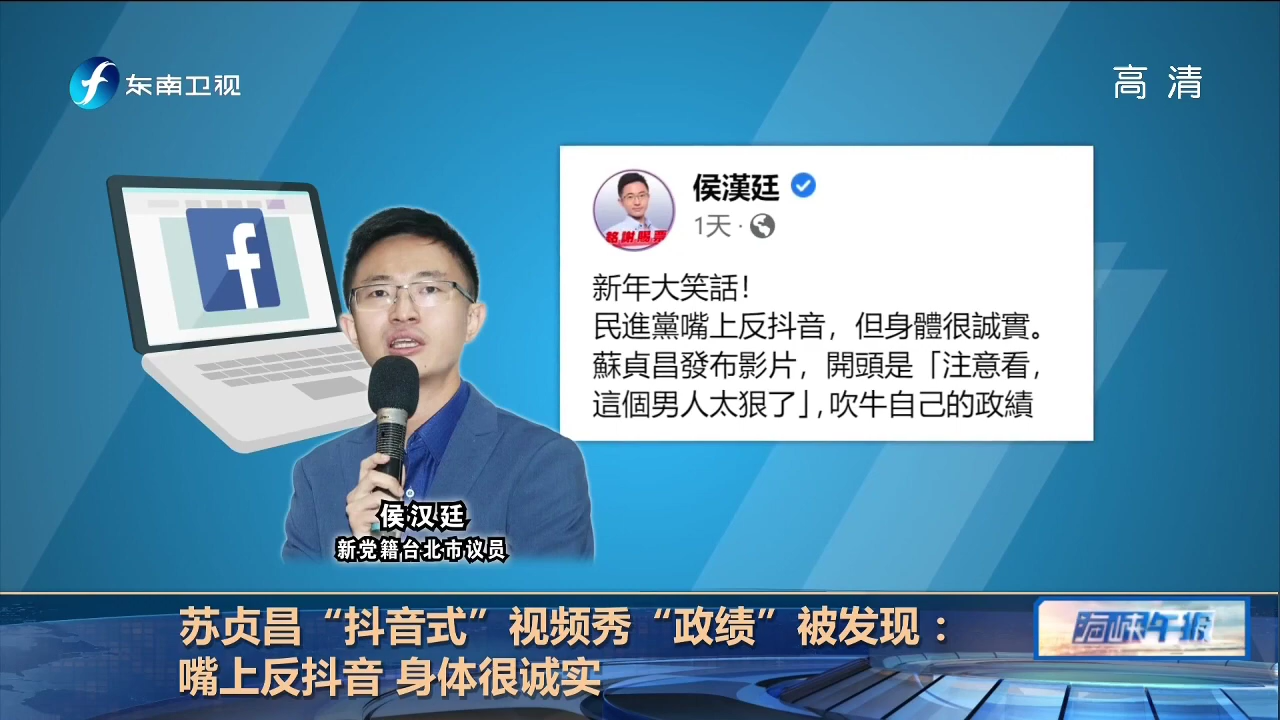 东南卫视
高清
侯漢廷
1天
銘謝賜票
新年大笑話！
民進黨嘴上反抖音，但身體很誠實。
蘇貞昌發布影片，開頭是「注意看，
這個男人太狠了」，吹牛自己的政績
侯汉廷
新党籍台北市议员
苏贞昌“抖音式”视频秀“政绩”被发现：
嘴上反抖音 身体很诚实
海峡午报